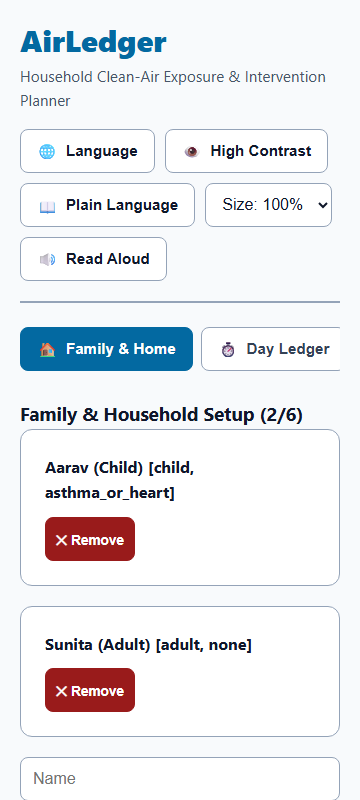 AirLedger
Household Clean-Air Exposure & Intervention
Planner
🌐 Language
👁️ High Contrast
📖 Plain Language
Size: 100%
🔊 Read Aloud
🏠 Family & Home
⏱️ Day Ledger
Family & Household Setup (2/6)
Aarav (Child) [child,
asthma_or_heart]
❌ Remove
Sunita (Adult) [adult, none]
❌ Remove
Name